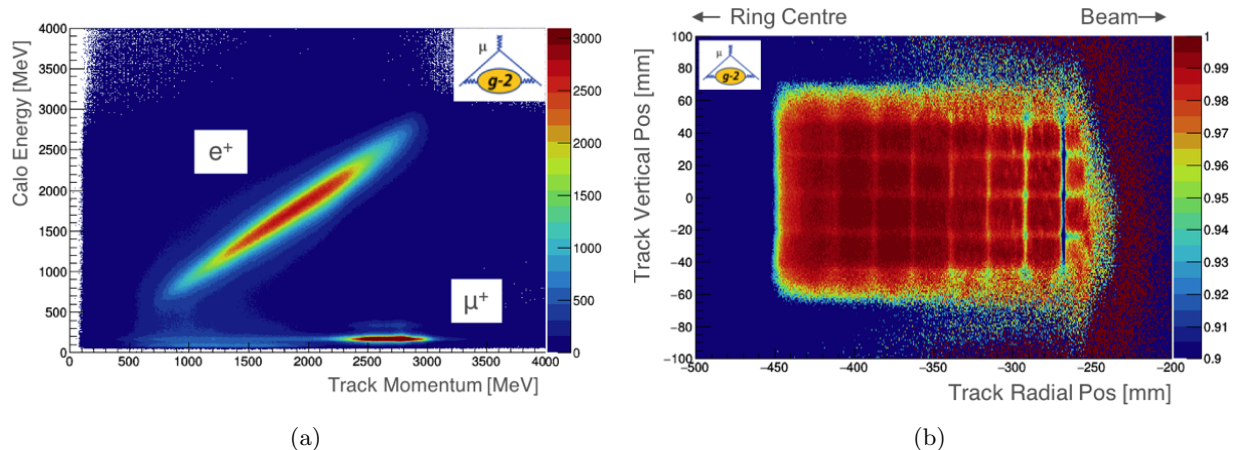 4000
3500
3000
2500
2000
1500
1000
500
0
Calo Energy [MeV]
e+
μ+
μ
g-2
0 500 1000 1500 2000 2500 3000 3500 4000
Track Momentum [MeV]
3000
2500
2000
1500
1000
500
0
(a)
← Ring Centre Beam →
100
80
60
40
20
0
−20
−40
−60
−80
−100
Track Vertical Pos [mm]
μ
g-2
−500 −450 −400 −350 −300 −250 −200
Track Radial Pos [mm]
1
0.99
0.98
0.97
0.96
0.95
0.94
0.93
0.92
0.91
0.9
(b)